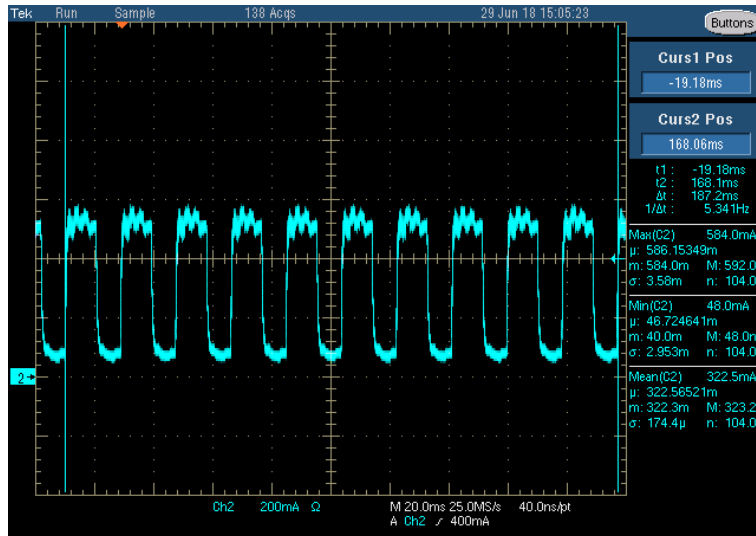 Tek Run Sample 138 Acqs 29 Jun 18 15:05:23
Buttons
Curs1 Pos
-19.18ms
Curs2 Pos
168.06ms
t1 : -19.18ms
t2 : 168.1ms
Δt : 187.2ms
1/Δt : 5.341Hz
Max(C2) 584.0mA
μ: 586.15349m
m: 584.0m M: 592.0
σ: 3.58m n: 104.0
Min(C2) 48.0mA
μ: 46.724641m
m: 40.0m M: 48.0m
σ: 2.953m n: 104.0
Mean(C2) 322.5mA
μ: 322.56521m
m: 322.3m M: 323.2
σ: 174.4μ n: 104.0
2
Ch2 200mA Ω M 20.0ms 25.0MS/s 40.0ns/pt
A Ch2 / 400mA